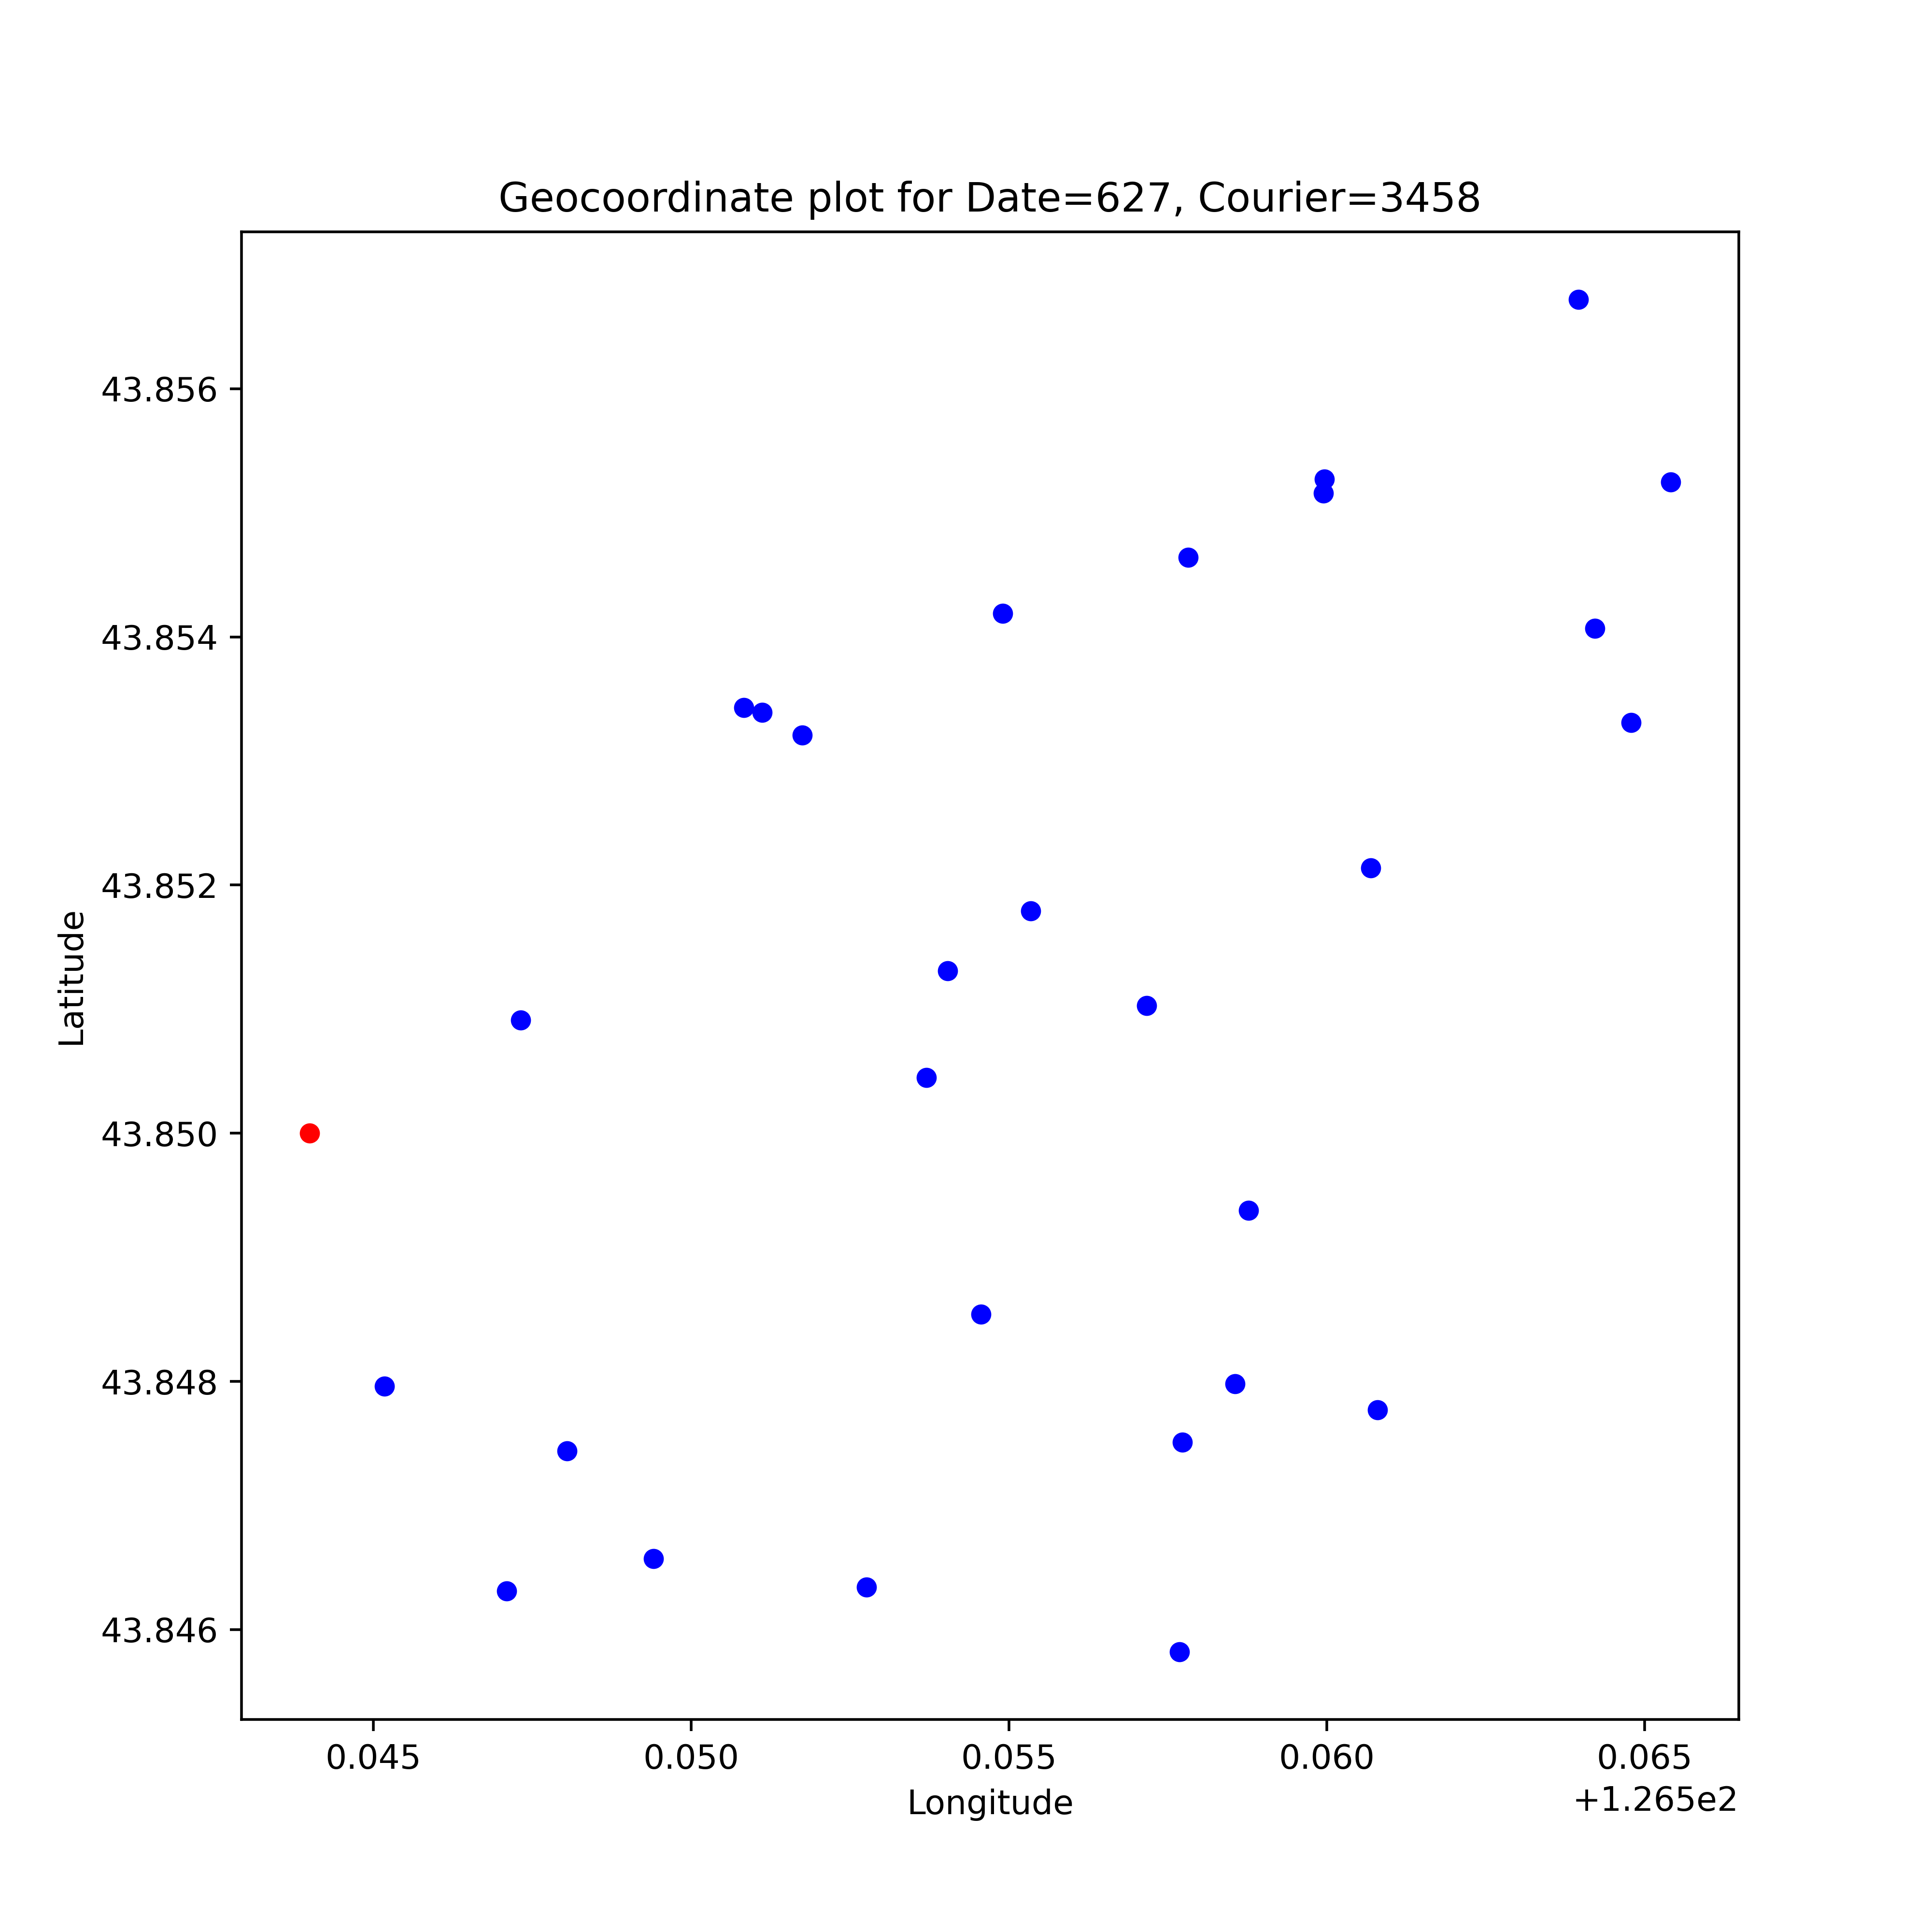 Geocoordinate plot for Date=627, Courier=3458
43.856
43.854
43.852
43.850
43.848
43.846
Latitude
0.045 0.050 0.055 0.060 0.065
+1.265e2
Longitude